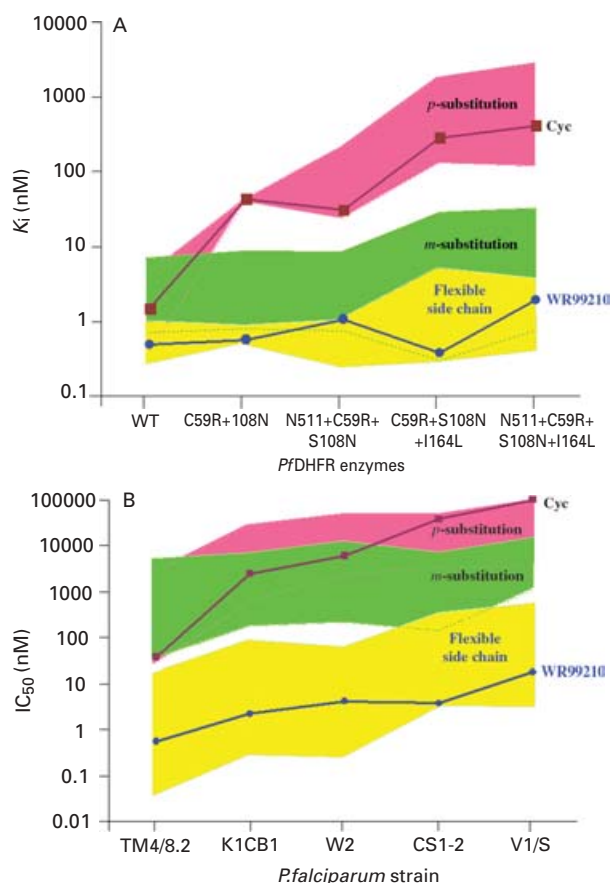 A
10000
1000
100
10
1
0.1
Ki (nM)
p-substitution
Cyc
m-substitution
Flexible
side chain
WR99210
WT
C59R+108N
N511+C59R+
S108N
C59R+S108N
+I164L
N511+C59R+
S108N+I164L
PfDHFR enzymes
B
100000
10000
1000
100
10
1
0.1
0.01
IC50 (nM)
Cyc
p-substitution
m-substitution
Flexible
side chain
WR99210
TM4/8.2
K1CB1
W2
CS1-2
V1/S
P.falciparum strain